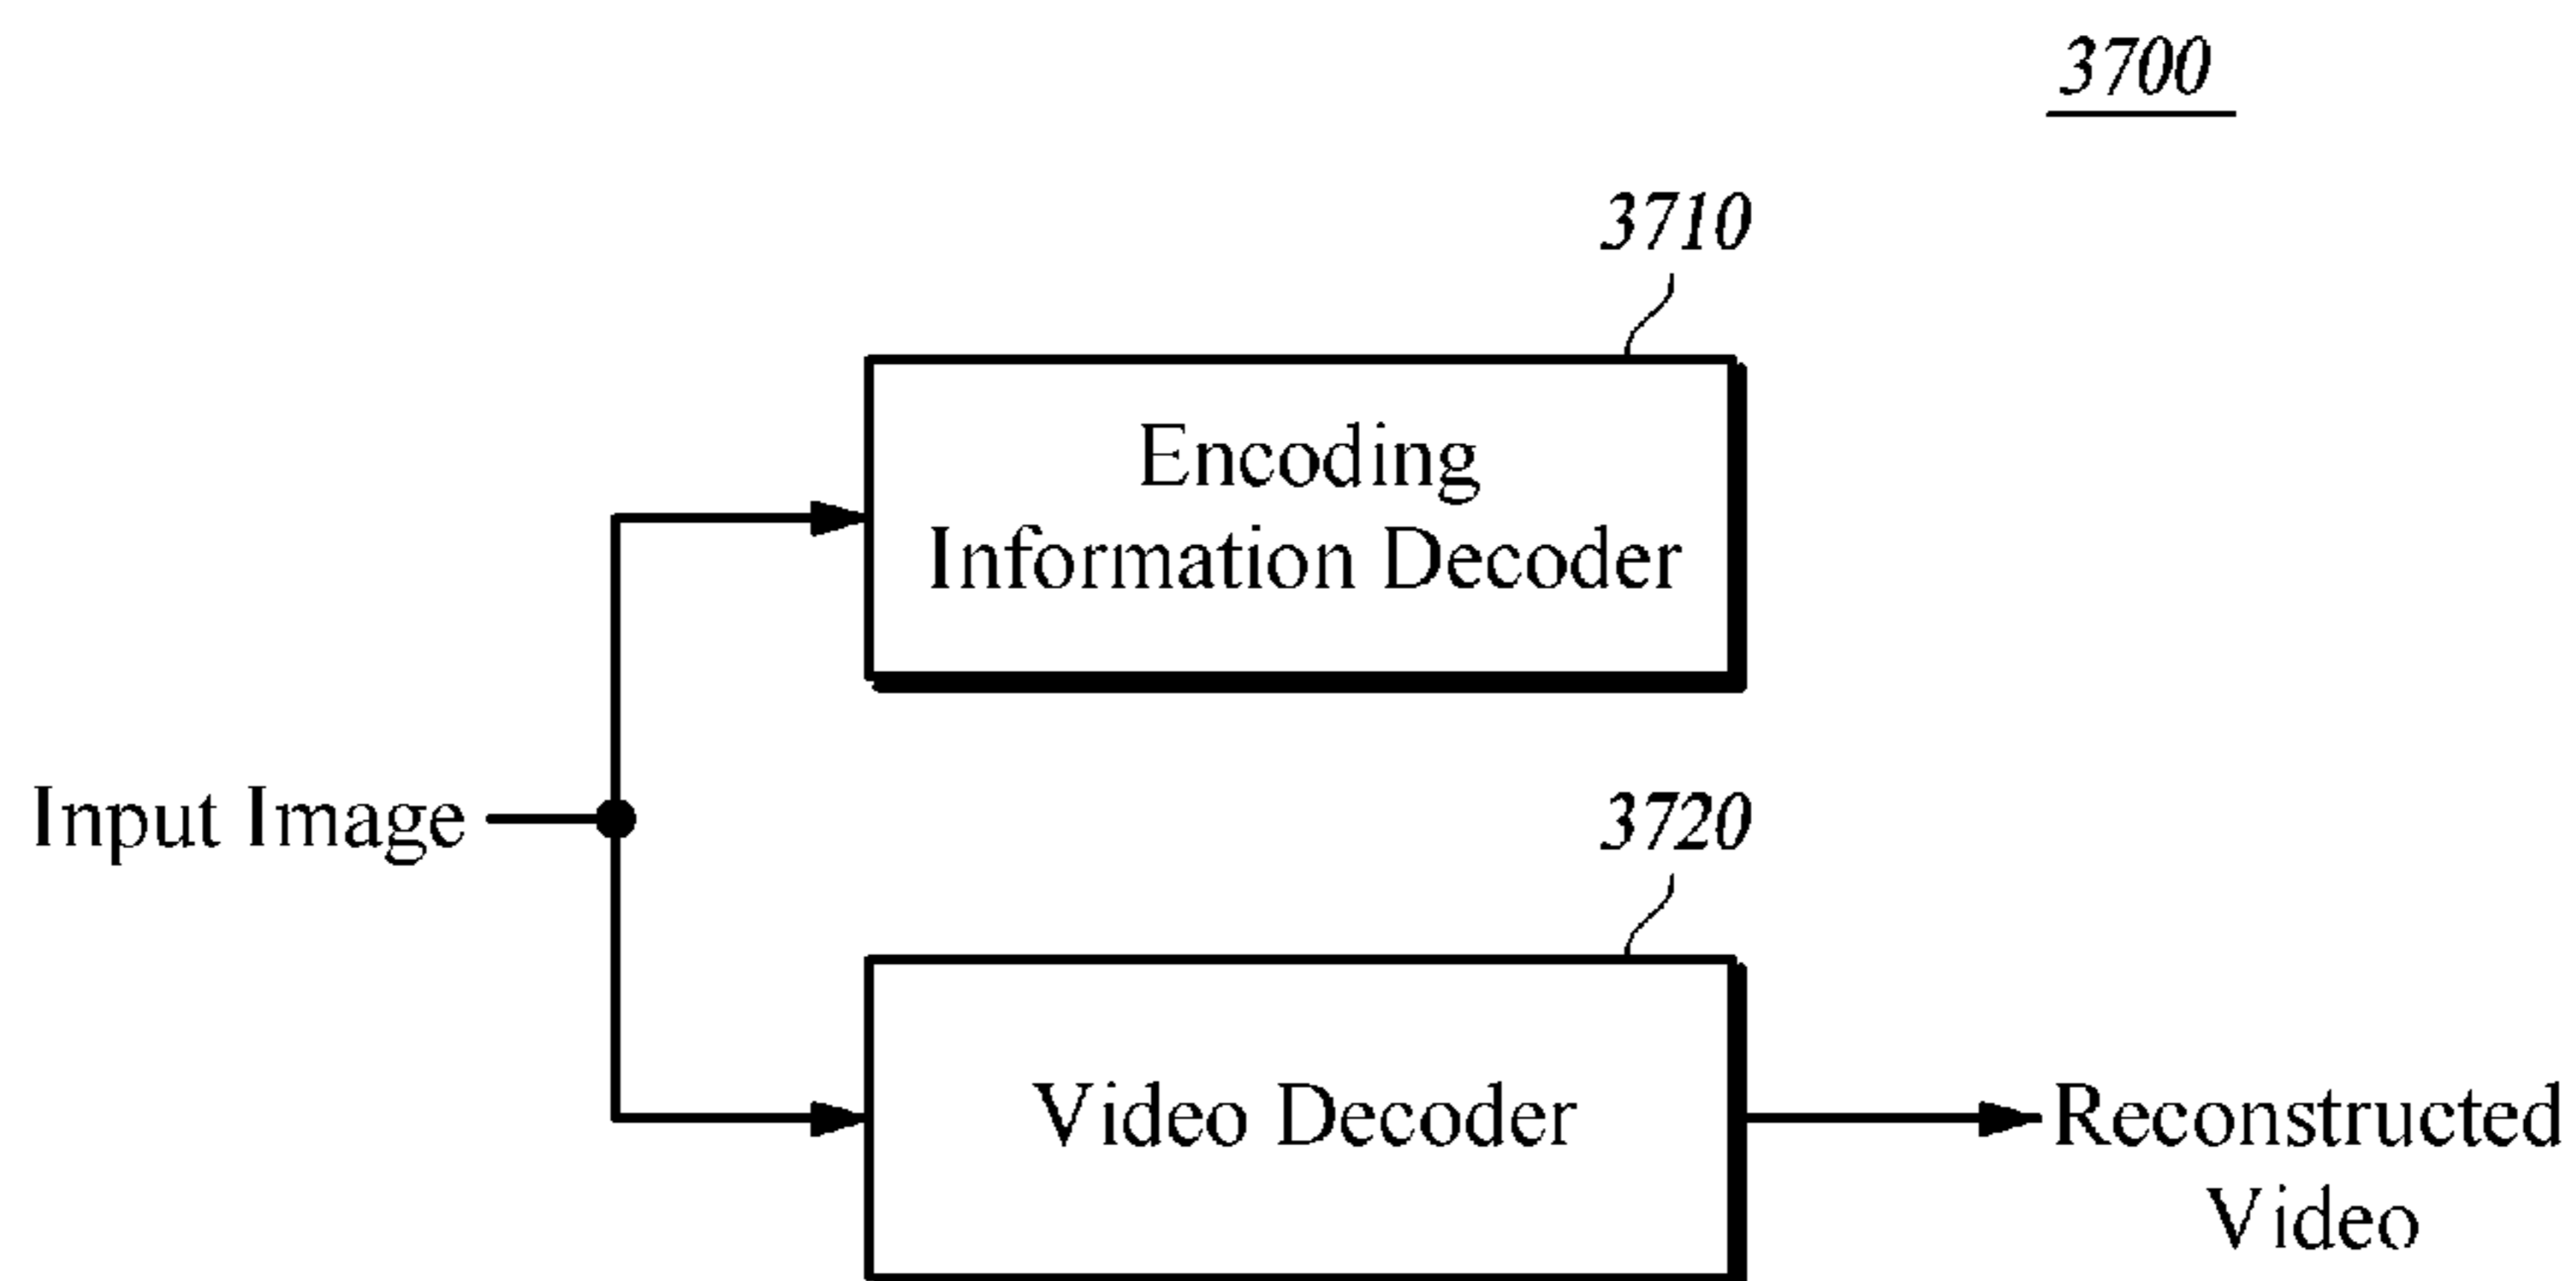 3700
3710
Encoding
Information Decoder
Input Image
3720
Video Decoder
Reconstructed
Video